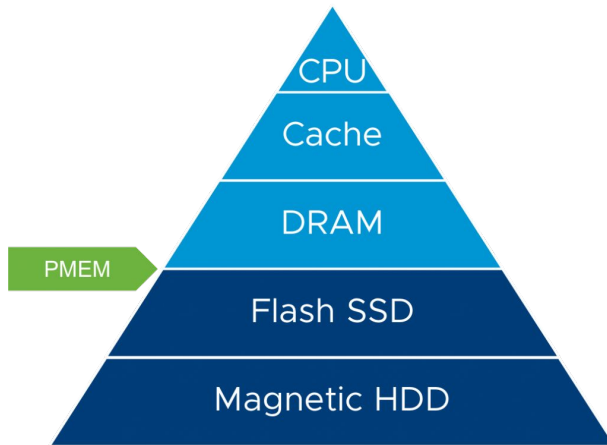 CPU
Cache
DRAM
PMEM
Flash SSD
Magnetic HDD